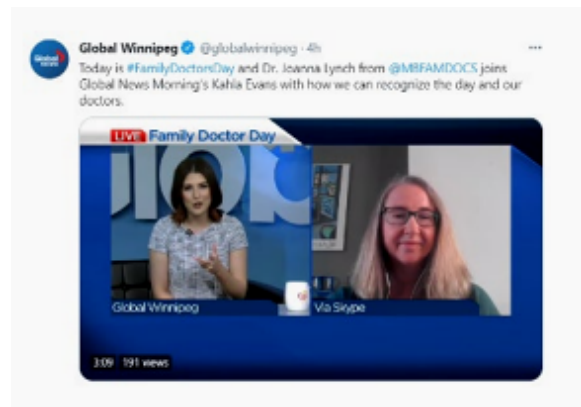 Global Winnipeg @globalwinnipeg · 4h
Today is #FamilyDoctorsDay and Dr. Joanna Lynch from @MBFAMDOCS joins
Global News Morning's Kahla Evans with how we can recognize the day and our
doctors.
LIVE Family Doctor Day
Global Winnipeg
Via Skype
3:09 191 views